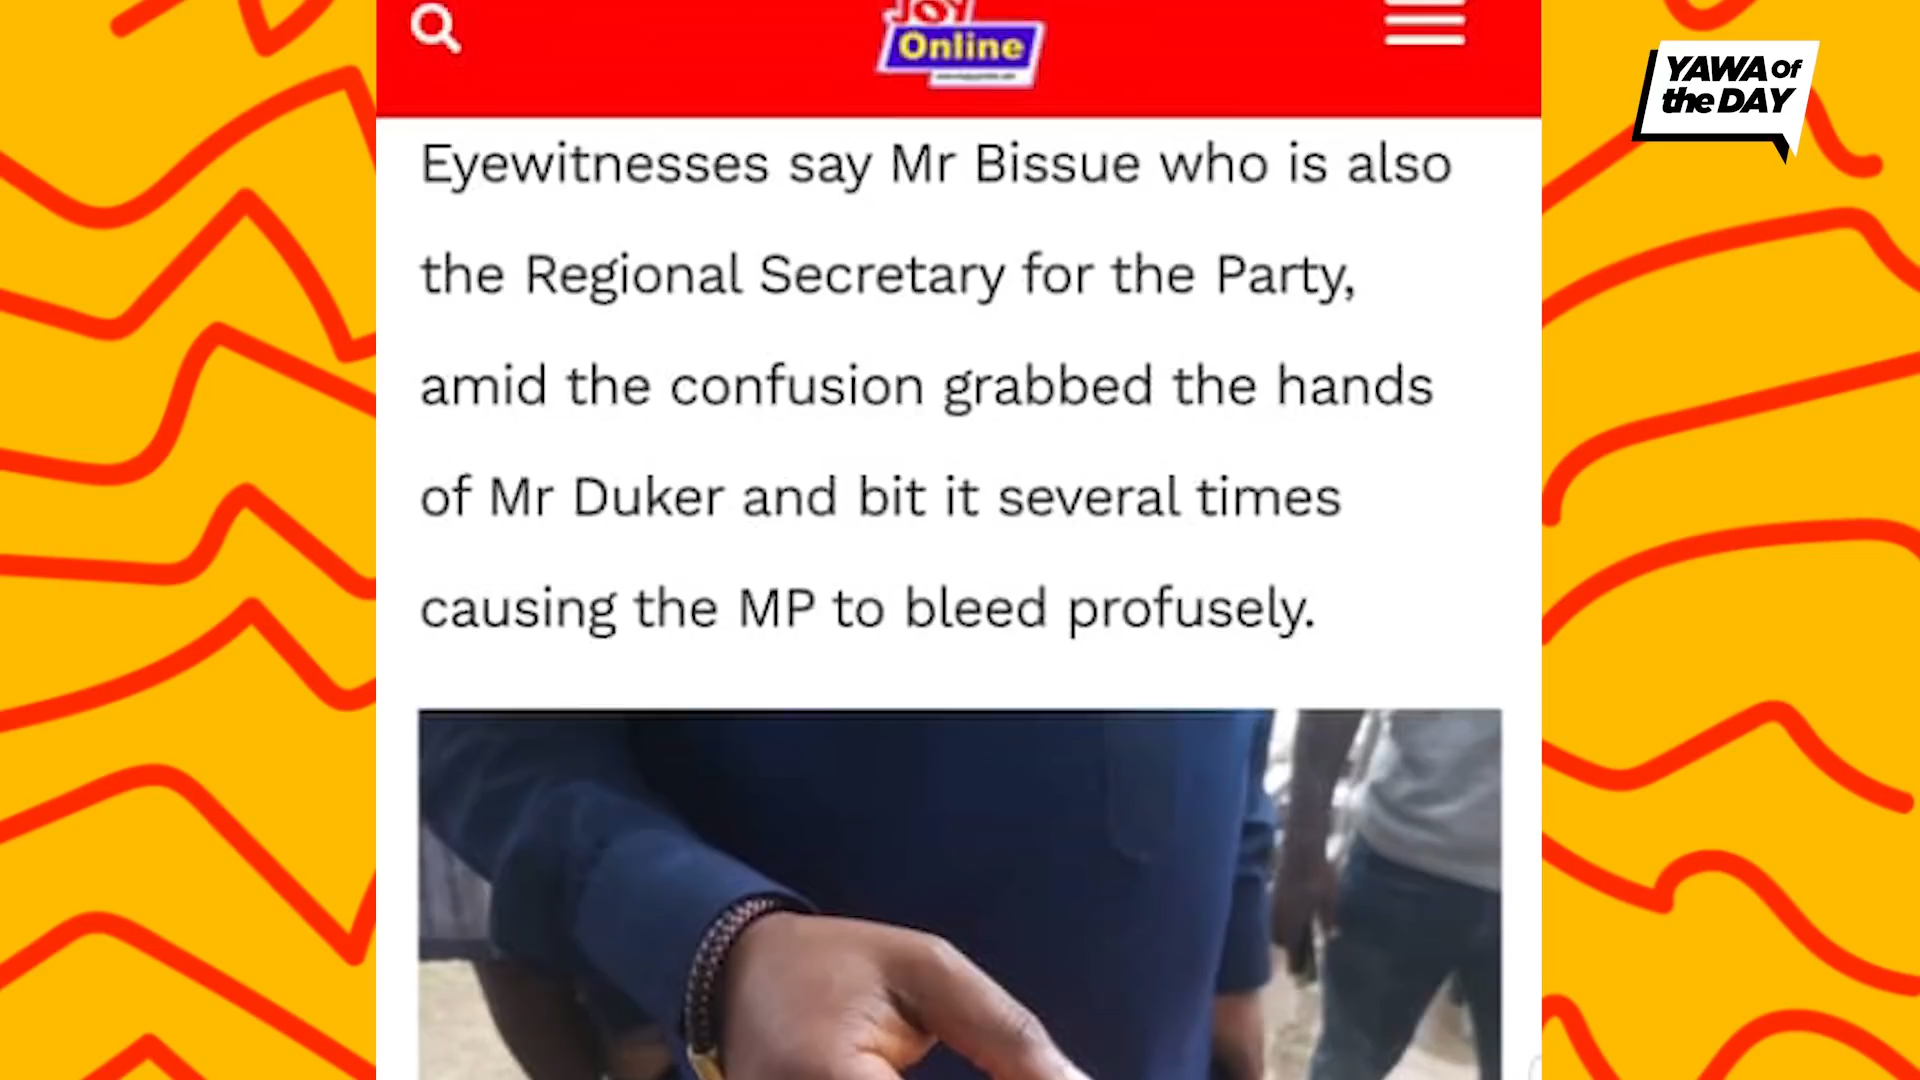 JOY
Online
YAWA of
the DAY
Eyewitnesses say Mr Bissue who is also
the Regional Secretary for the Party,
amid the confusion grabbed the hands
of Mr Duker and bit it several times
causing the MP to bleed profusely.